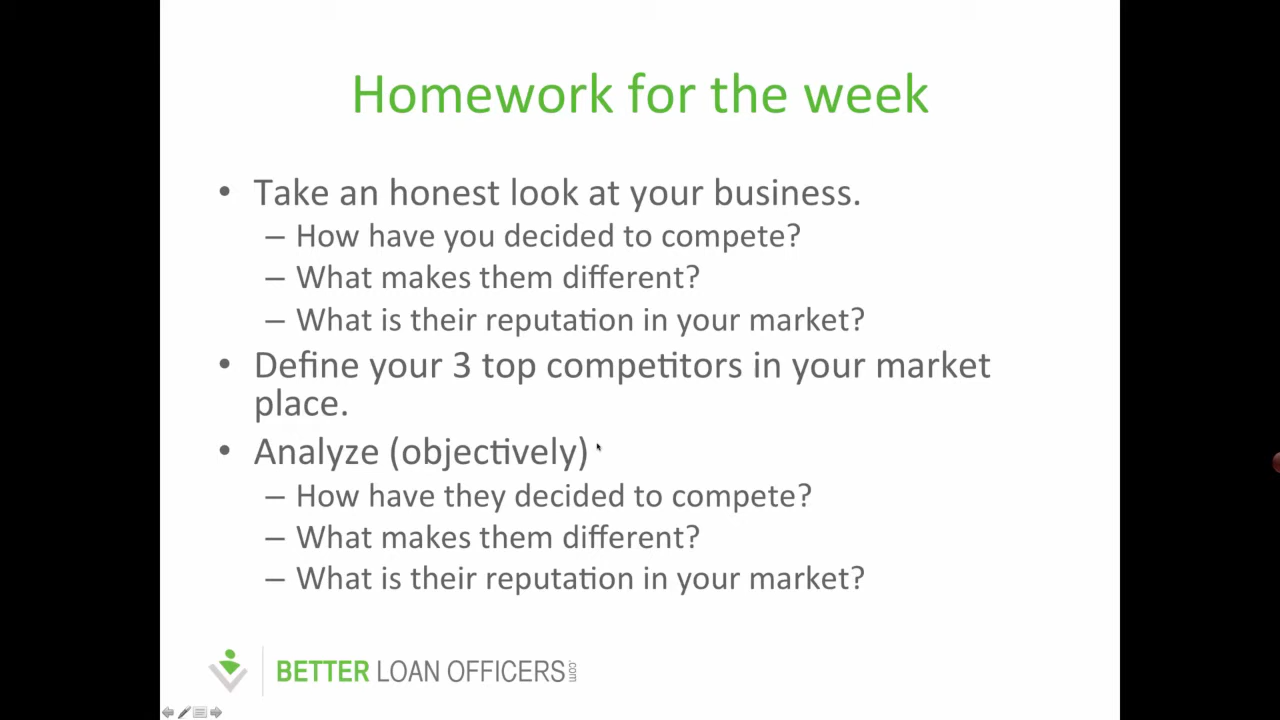 Homework for the week
• Take an honest look at your business.
– How have you decided to compete?
– What makes them different?
– What is their reputation in your market?
• Define your 3 top competitors in your market
place.
• Analyze (objectively)
– How have they decided to compete?
– What makes them different?
– What is their reputation in your market?
BETTER LOAN OFFICERS.com